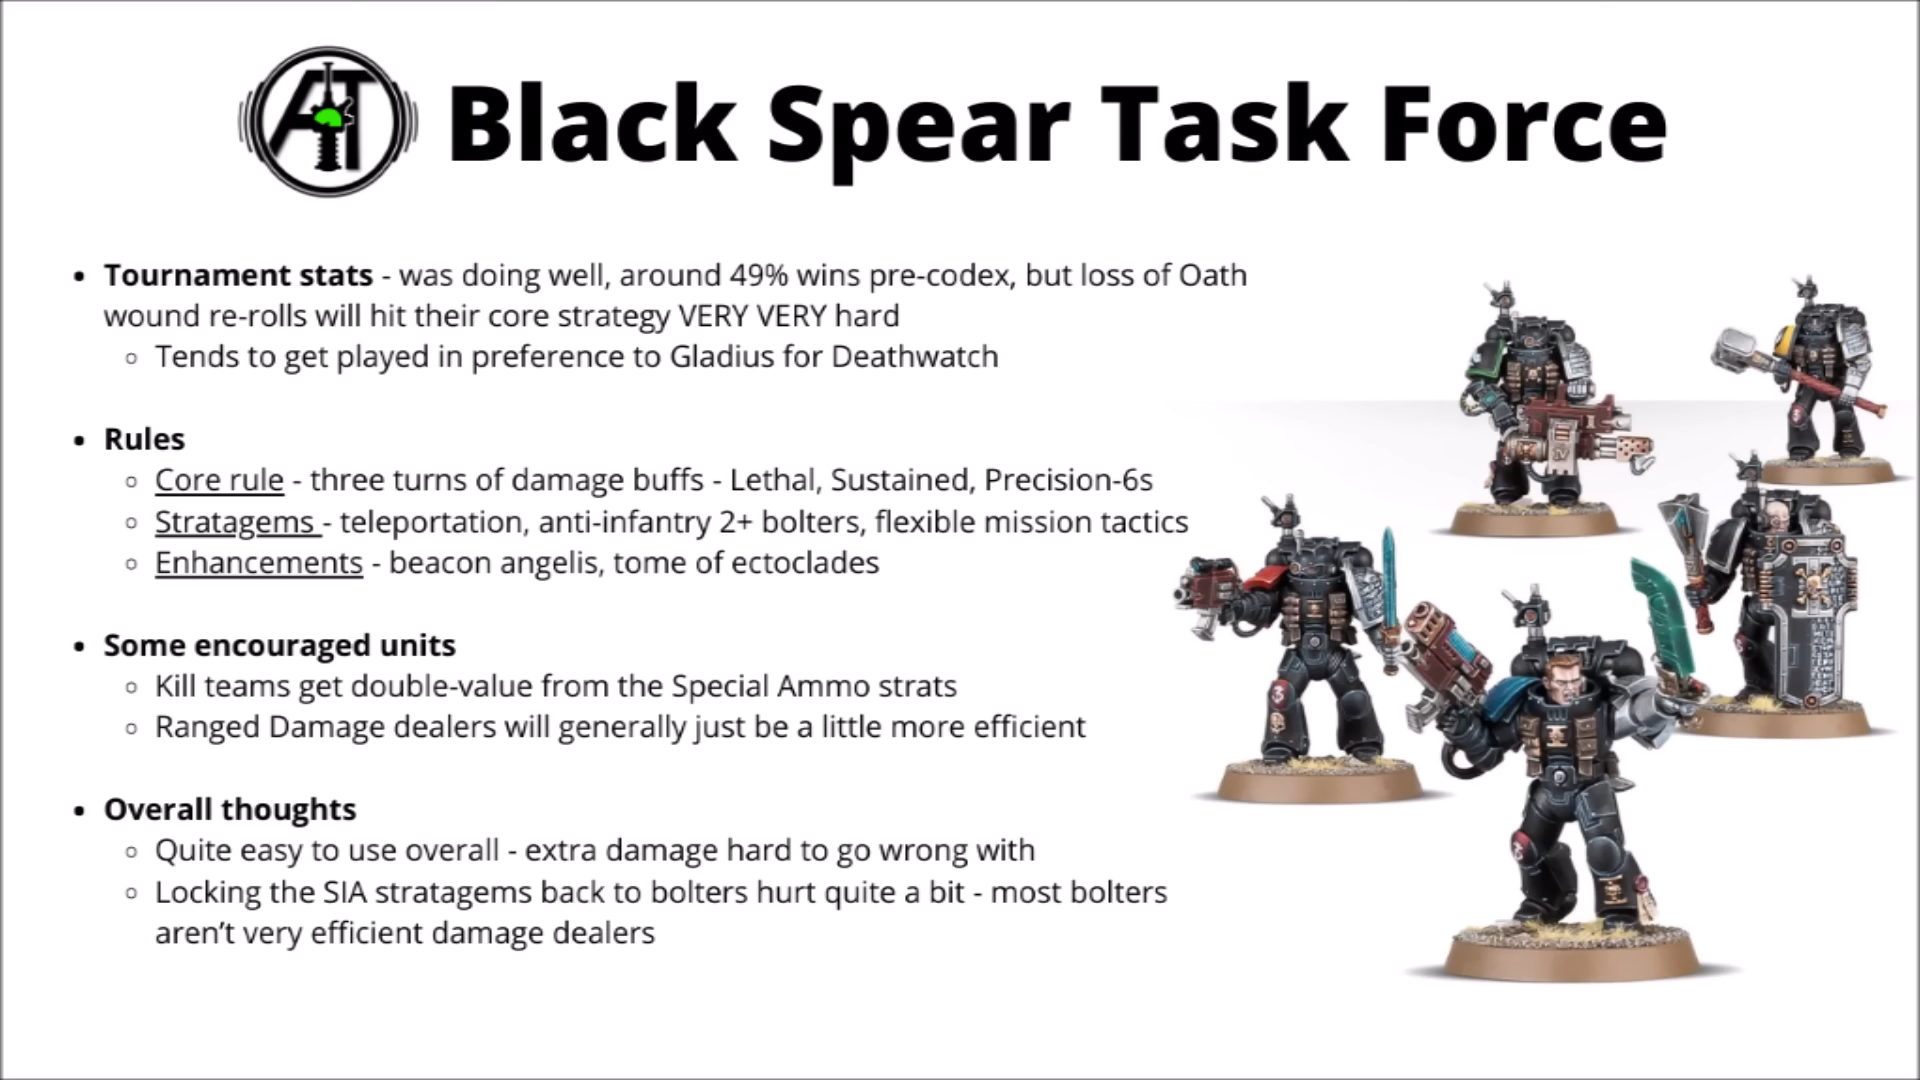 AT
Black Spear Task Force
• Tournament stats - was doing well, around 49% wins pre-codex, but loss of Oath
wound re-rolls will hit their core strategy VERY VERY hard
○ Tends to get played in preference to Gladius for Deathwatch
• Rules
○ Core rule - three turns of damage buffs - Lethal, Sustained, Precision-6s
○ Stratagems - teleportation, anti-infantry 2+ bolters, flexible mission tactics
○ Enhancements - beacon angelis, tome of ectoclades
• Some encouraged units
○ Kill teams get double-value from the Special Ammo strats
○ Ranged Damage dealers will generally just be a little more efficient
• Overall thoughts
○ Quite easy to use overall - extra damage hard to go wrong with
○ Locking the SIA stratagems back to bolters hurt quite a bit - most bolters
aren’t very efficient damage dealers